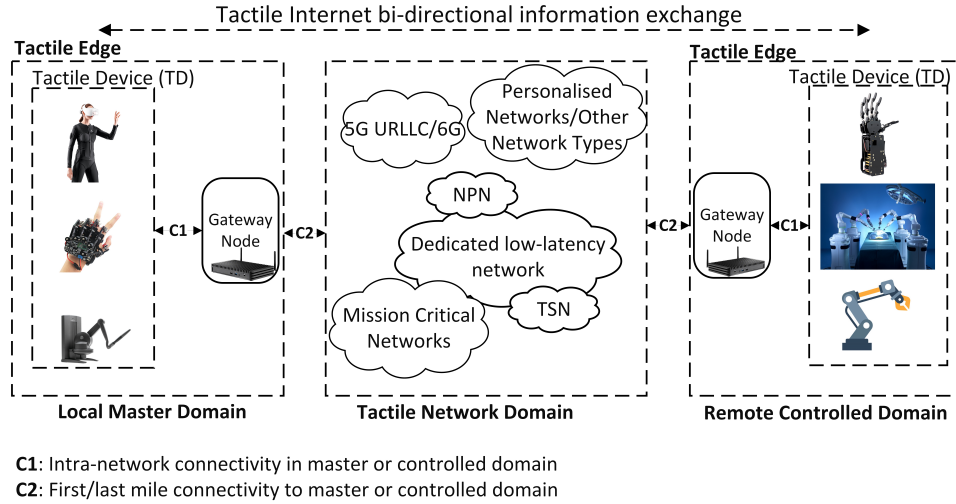 Tactile Internet bi-directional information exchange
Tactile Edge
Tactile Device (TD)
C1
Gateway
Node
C2
Local Master Domain
5G URLLC/6G
Personalised
Networks/Other
Network Types
NPN
Dedicated low-latency
network
TSN
Mission Critical
Networks
Tactile Network Domain
Tactile Edge
Tactile Device (TD)
C2
Gateway
Node
C1
Remote Controlled Domain
C1: Intra-network connectivity in master or controlled domain
C2: First/last mile connectivity to master or controlled domain